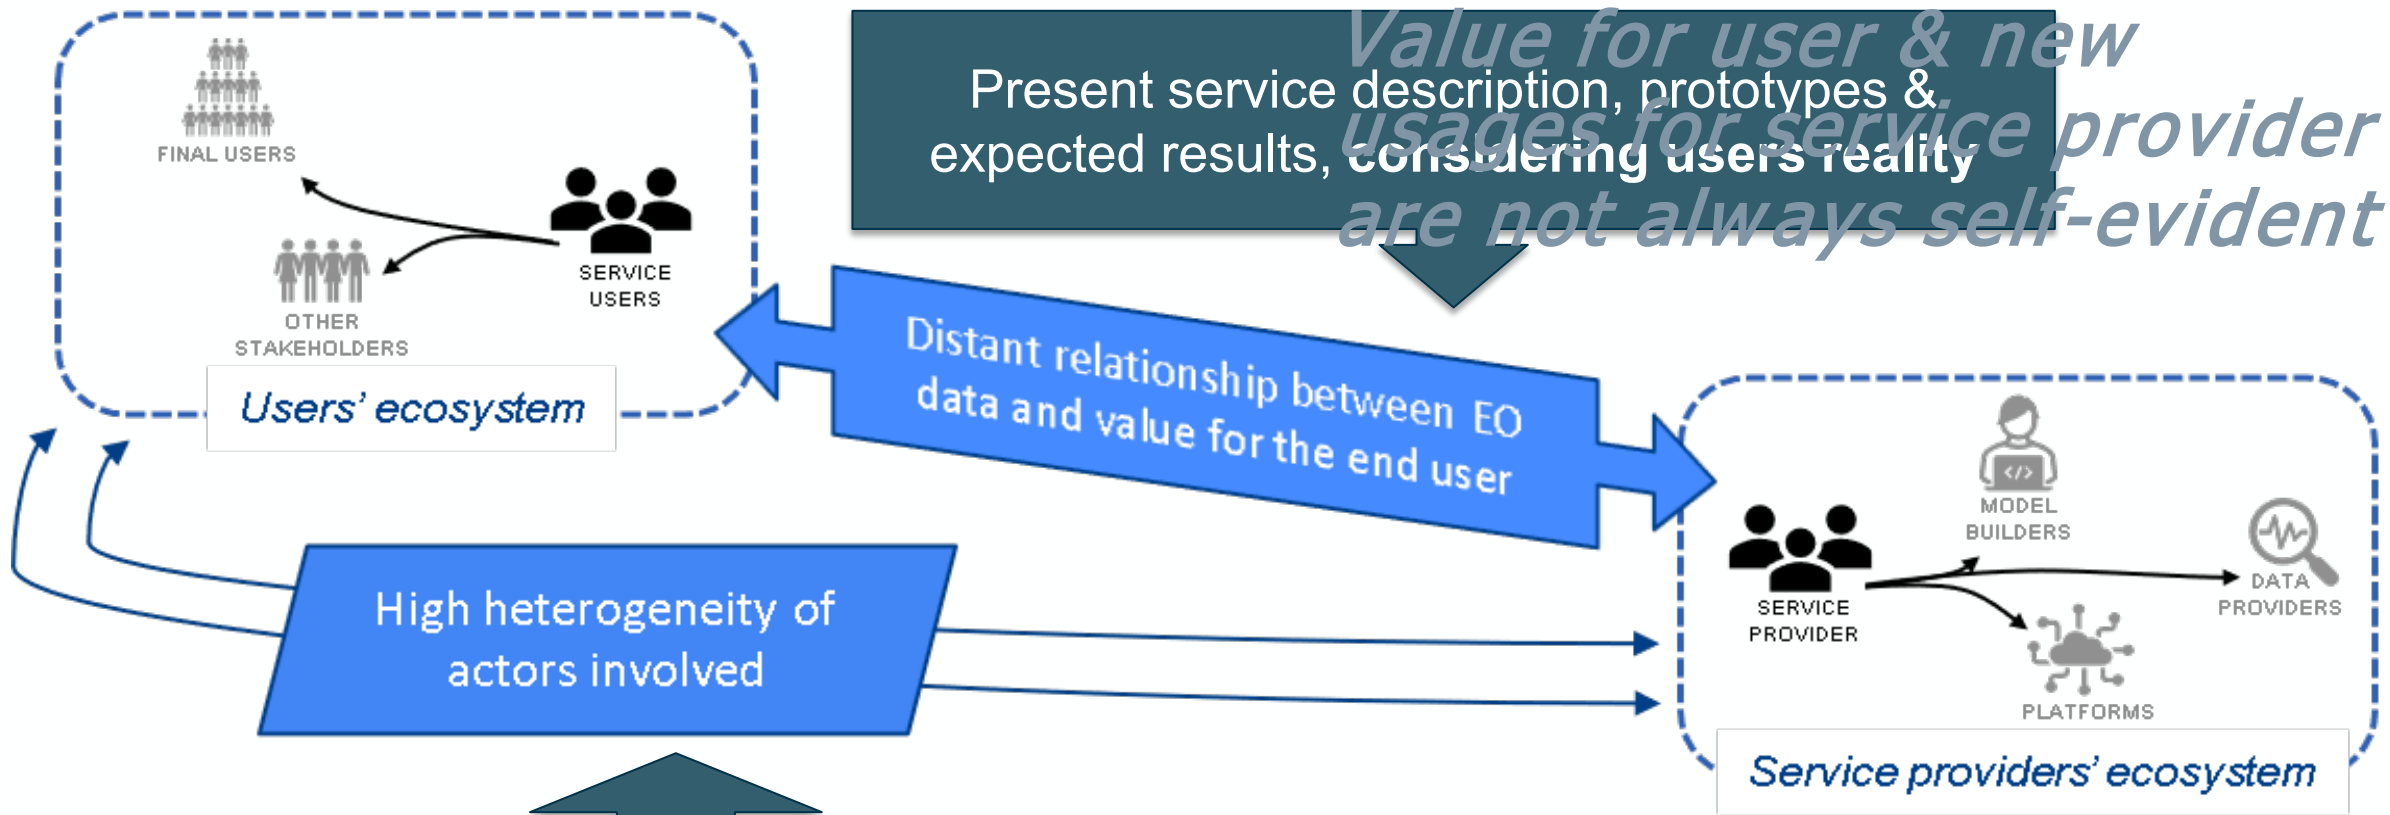 Value for user & new
usages for service provider
are not always self-evident
Present service description, prototypes &
expected results, considering users reality
FINAL USERS
SERVICE
USERS
OTHER
STAKEHOLDERS
Users' ecosystem
Distant relationship between EO
data and value for the end user
High heterogeneity of
actors involved
MODEL
BUILDERS
</>
SERVICE
PROVIDER
DATA
PROVIDERS
PLATFORMS
Service providers' ecosystem